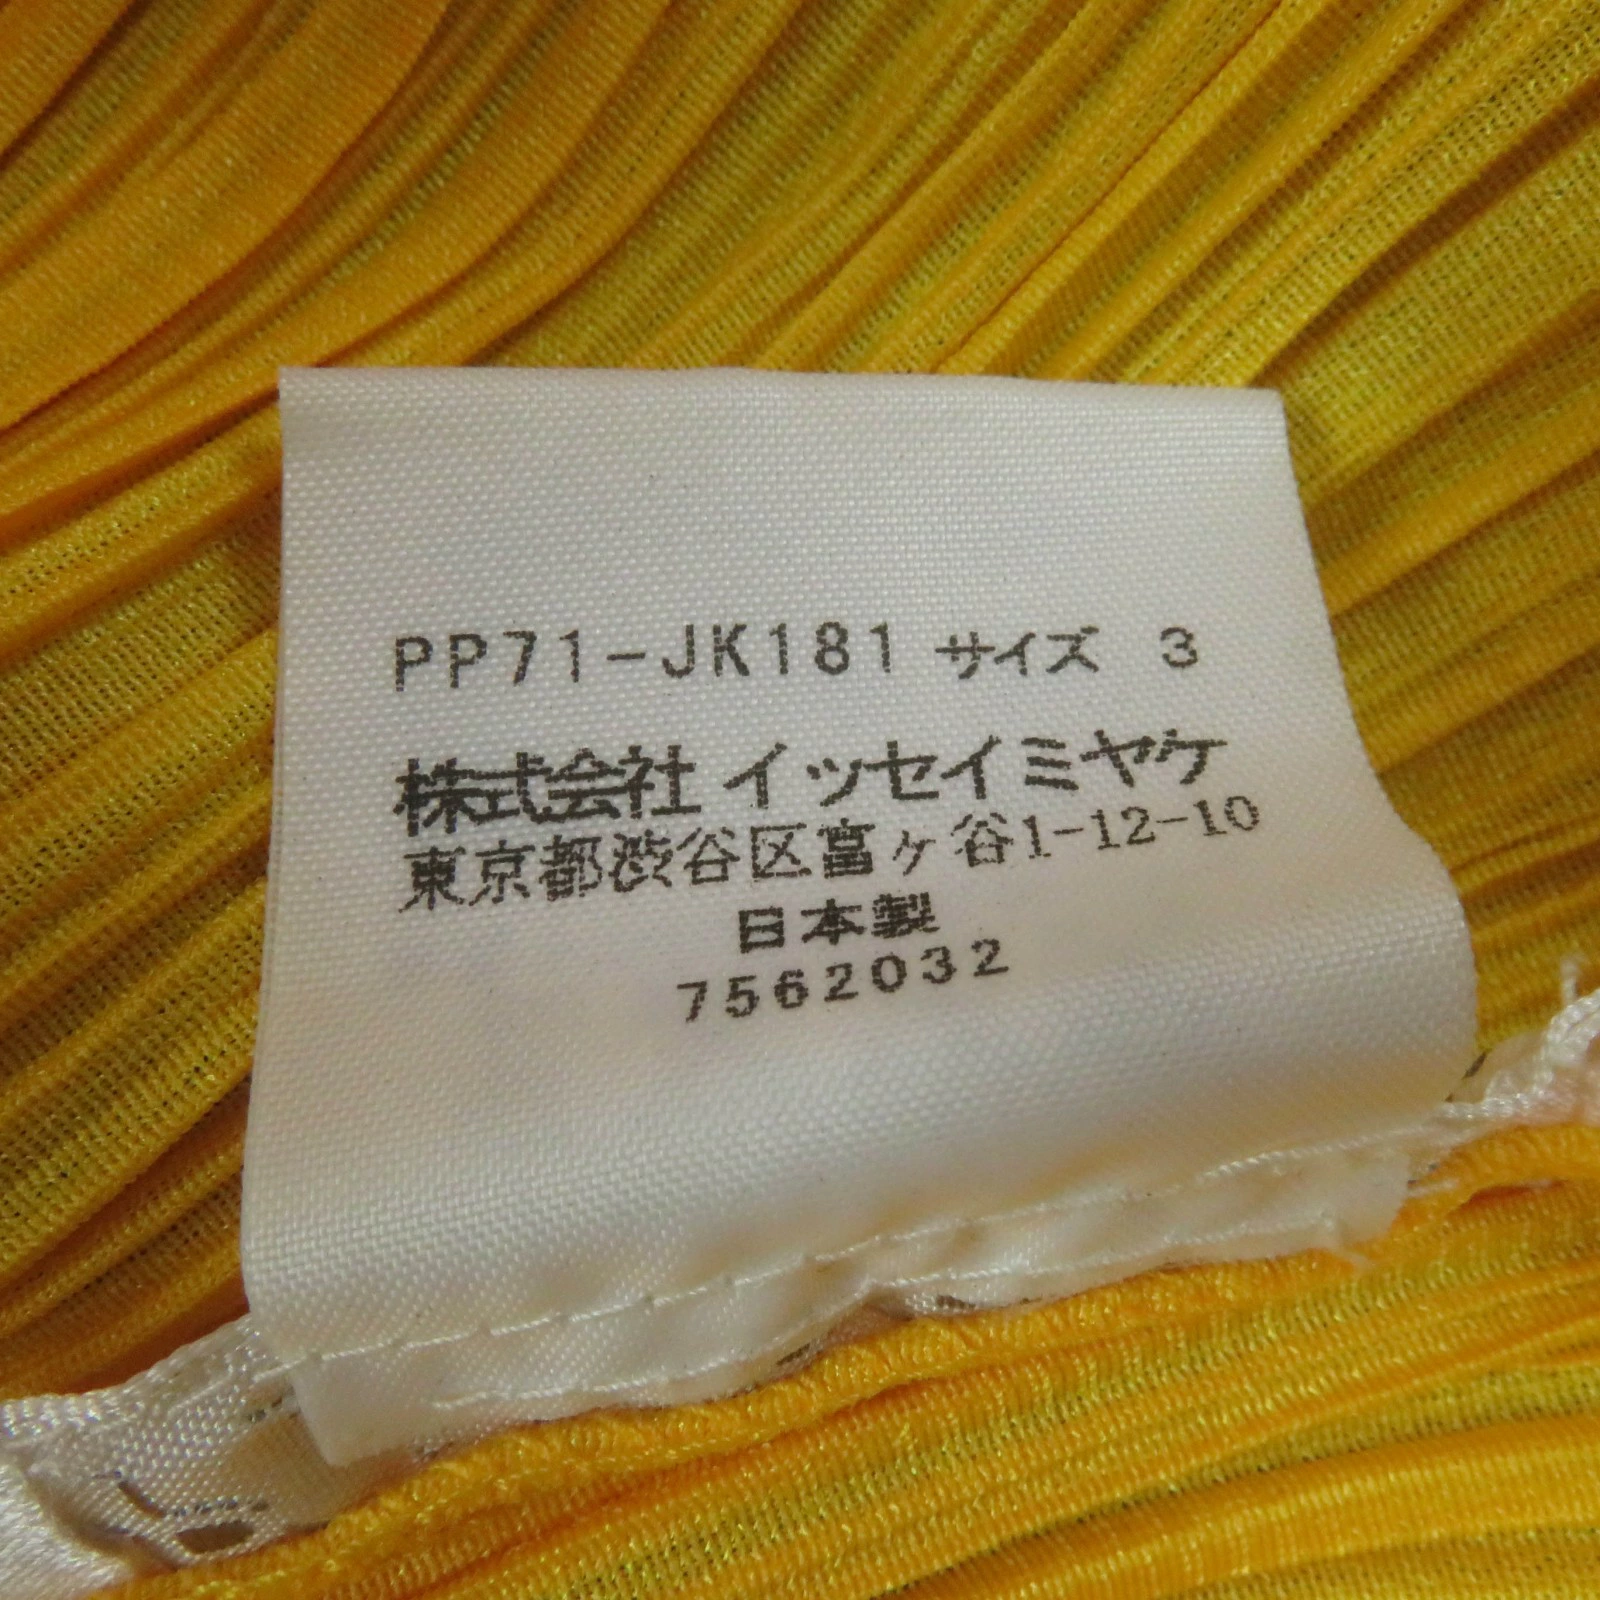 PP71-JK181 サイズ 3
株式会社 イッセイミヤケ
東京都渋谷区富ヶ谷1-12-10
日本製
7562032